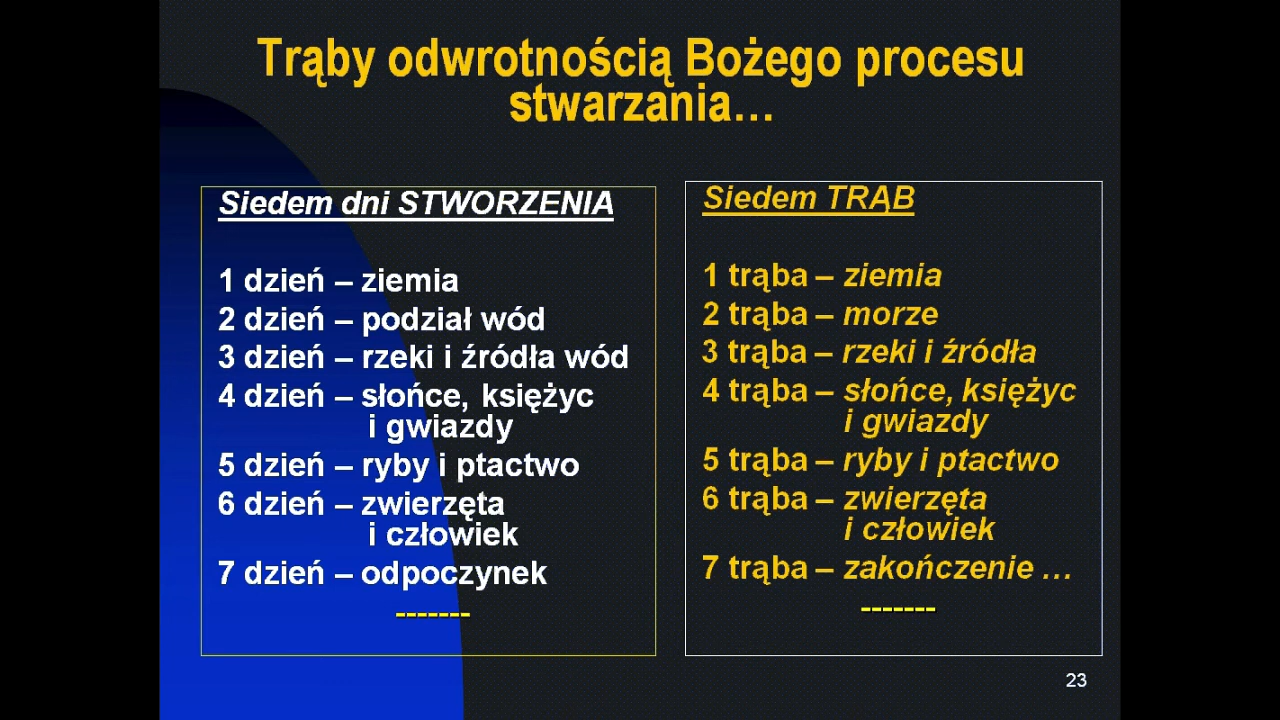 Trąby odwrotnością Bożego procesu
stwarzania…
Siedem dni STWORZENIA
1 dzień – ziemia
2 dzień – podział wód
3 dzień – rzeki i źródła wód
4 dzień – słońce, księżyc
i gwiazdy
5 dzień – ryby i ptactwo
6 dzień – zwierzęta
i człowiek
7 dzień – odpoczynek
-------
Siedem TRĄB
1 trąba – ziemia
2 trąba – morze
3 trąba – rzeki i źródła
4 trąba – słońce, księżyc
i gwiazdy
5 trąba – ryby i ptactwo
6 trąba – zwierzęta
i człowiek
7 trąba – zakończenie …
-------
23